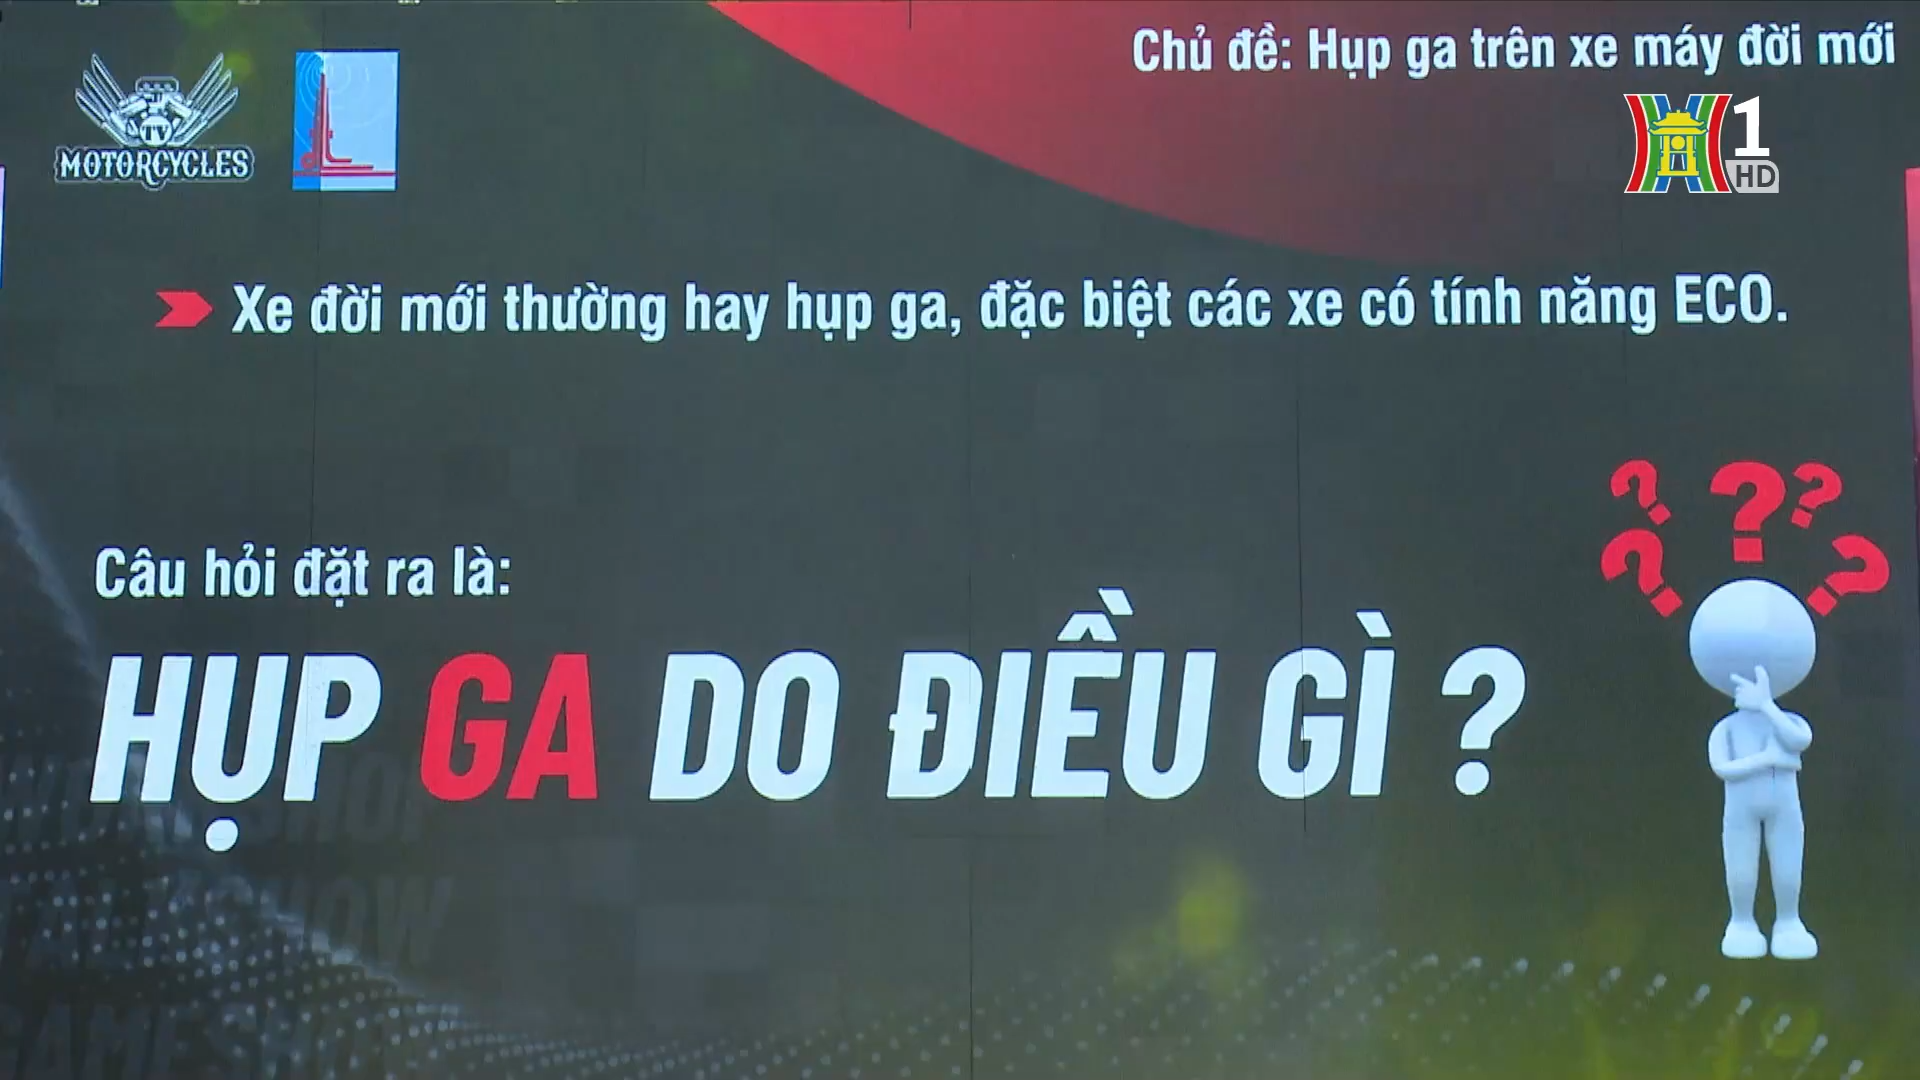 Chủ đề: Hụp ga trên xe máy đời mới
TV
MOTORCYCLES
1
HD
Xe đời mới thường hay hụp ga, đặc biệt các xe có tính năng ECO.
Câu hỏi đặt ra là:
HỤP GA DO ĐIỀU GÌ ?
TALKSHOW
GAMESHOW